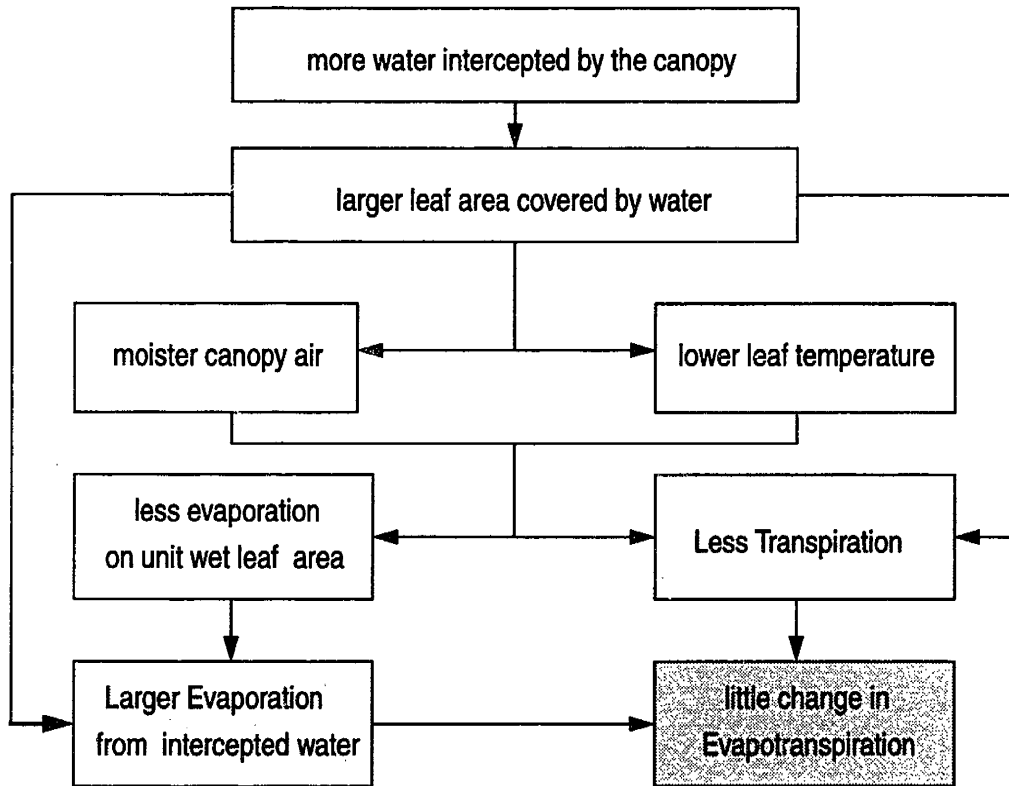 more water intercepted by the canopy
larger leaf area covered by water
moister canopy air
lower leaf temperature
less evaporation
on unit wet leaf area
Less Transpiration
Larger Evaporation
from intercepted water
little change in
Evapotranspiration